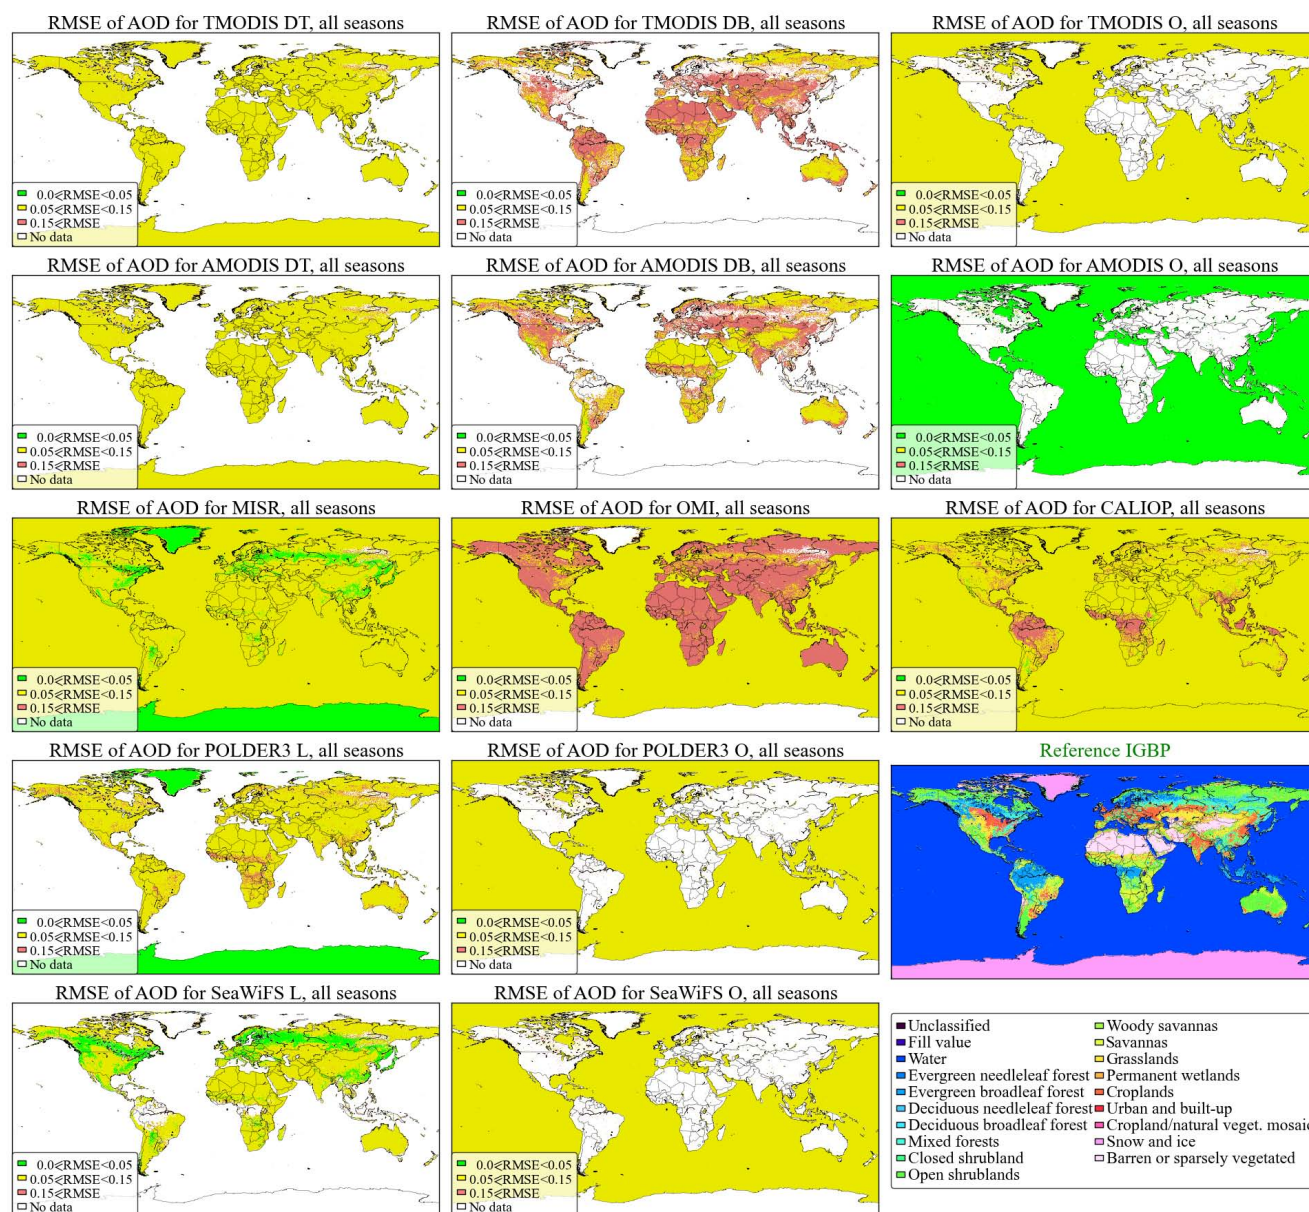 RMSE of AOD for TMODIS DT, all seasons
0.0⩽RMSE<0.05
0.05⩽RMSE<0.15
0.15⩽RMSE
No data
RMSE of AOD for TMODIS DB, all seasons
0.0⩽RMSE<0.05
0.05⩽RMSE<0.15
0.15⩽RMSE
No data
RMSE of AOD for TMODIS O, all seasons
0.0⩽RMSE<0.05
0.05⩽RMSE<0.15
0.15⩽RMSE
No data
RMSE of AOD for AMODIS DT, all seasons
0.0⩽RMSE<0.05
0.05⩽RMSE<0.15
0.15⩽RMSE
No data
RMSE of AOD for AMODIS DB, all seasons
0.0⩽RMSE<0.05
0.05⩽RMSE<0.15
0.15⩽RMSE
No data
RMSE of AOD for AMODIS O, all seasons
0.0⩽RMSE<0.05
0.05⩽RMSE<0.15
0.15⩽RMSE
No data
RMSE of AOD for MISR, all seasons
0.0⩽RMSE<0.05
0.05⩽RMSE<0.15
0.15⩽RMSE
No data
RMSE of AOD for OMI, all seasons
0.0⩽RMSE<0.05
0.05⩽RMSE<0.15
0.15⩽RMSE
No data
RMSE of AOD for CALIOP, all seasons
0.0⩽RMSE<0.05
0.05⩽RMSE<0.15
0.15⩽RMSE
No data
RMSE of AOD for POLDER3 L, all seasons
0.0⩽RMSE<0.05
0.05⩽RMSE<0.15
0.15⩽RMSE
No data
RMSE of AOD for POLDER3 O, all seasons
0.0⩽RMSE<0.05
0.05⩽RMSE<0.15
0.15⩽RMSE
No data
Reference IGBP
RMSE of AOD for SeaWiFS L, all seasons
0.0⩽RMSE<0.05
0.05⩽RMSE<0.15
0.15⩽RMSE
No data
RMSE of AOD for SeaWiFS O, all seasons
0.0⩽RMSE<0.05
0.05⩽RMSE<0.15
0.15⩽RMSE
No data
Unclassified
Fill value
Water
Evergreen needleleaf forest
Evergreen broadleaf forest
Deciduous needleleaf forest
Deciduous broadleaf forest
Mixed forests
Closed shrubland
Open shrublands
Woody savannas
Savannas
Grasslands
Permanent wetlands
Croplands
Urban and built-up
Cropland/natural veget. mosaic
Snow and ice
Barren or sparsely vegetated